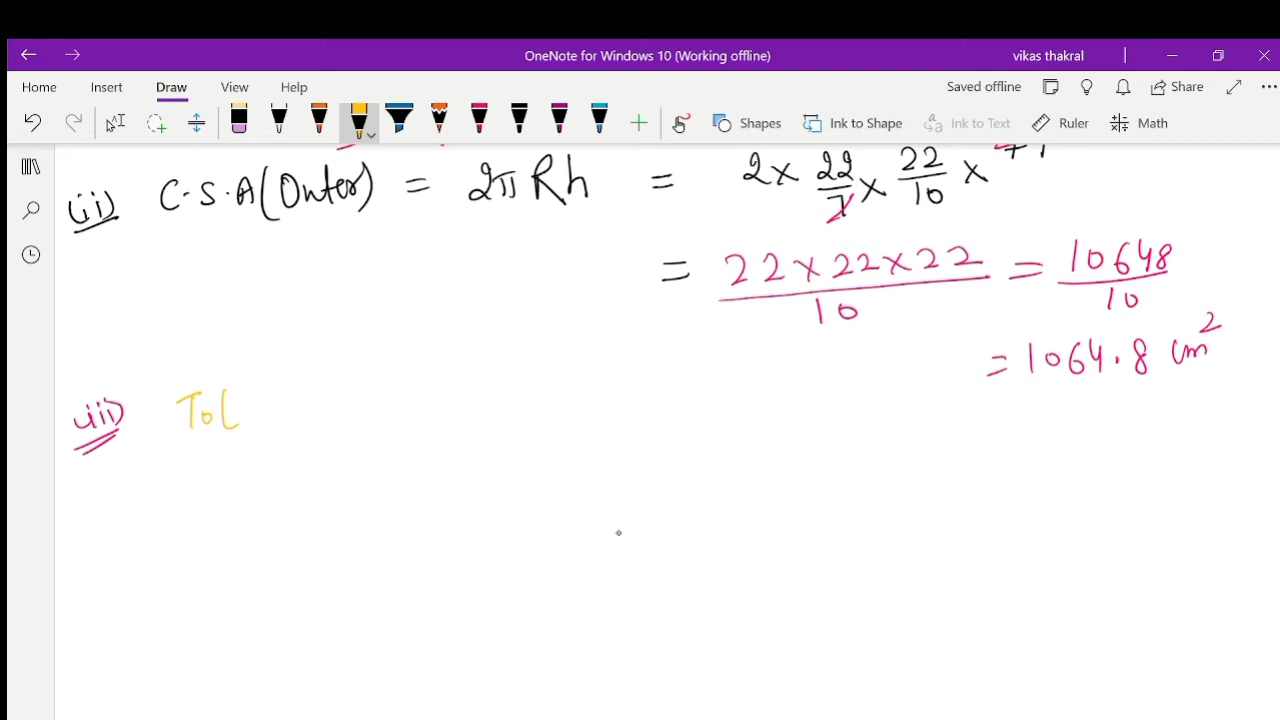 OneNote for Windows 10 (Working offline)
vikas thakral
Home Insert Draw View Help
Saved offline
Share
Shapes
Ink to Shape
Ink to Text
Ruler
Math
(ii) C.S.A(Outer) = 2πRh = 2 × 22/7 × 22/10 ×
= 22×22×22/10 = 10648/10
= 1064.8 cm²
(iii)